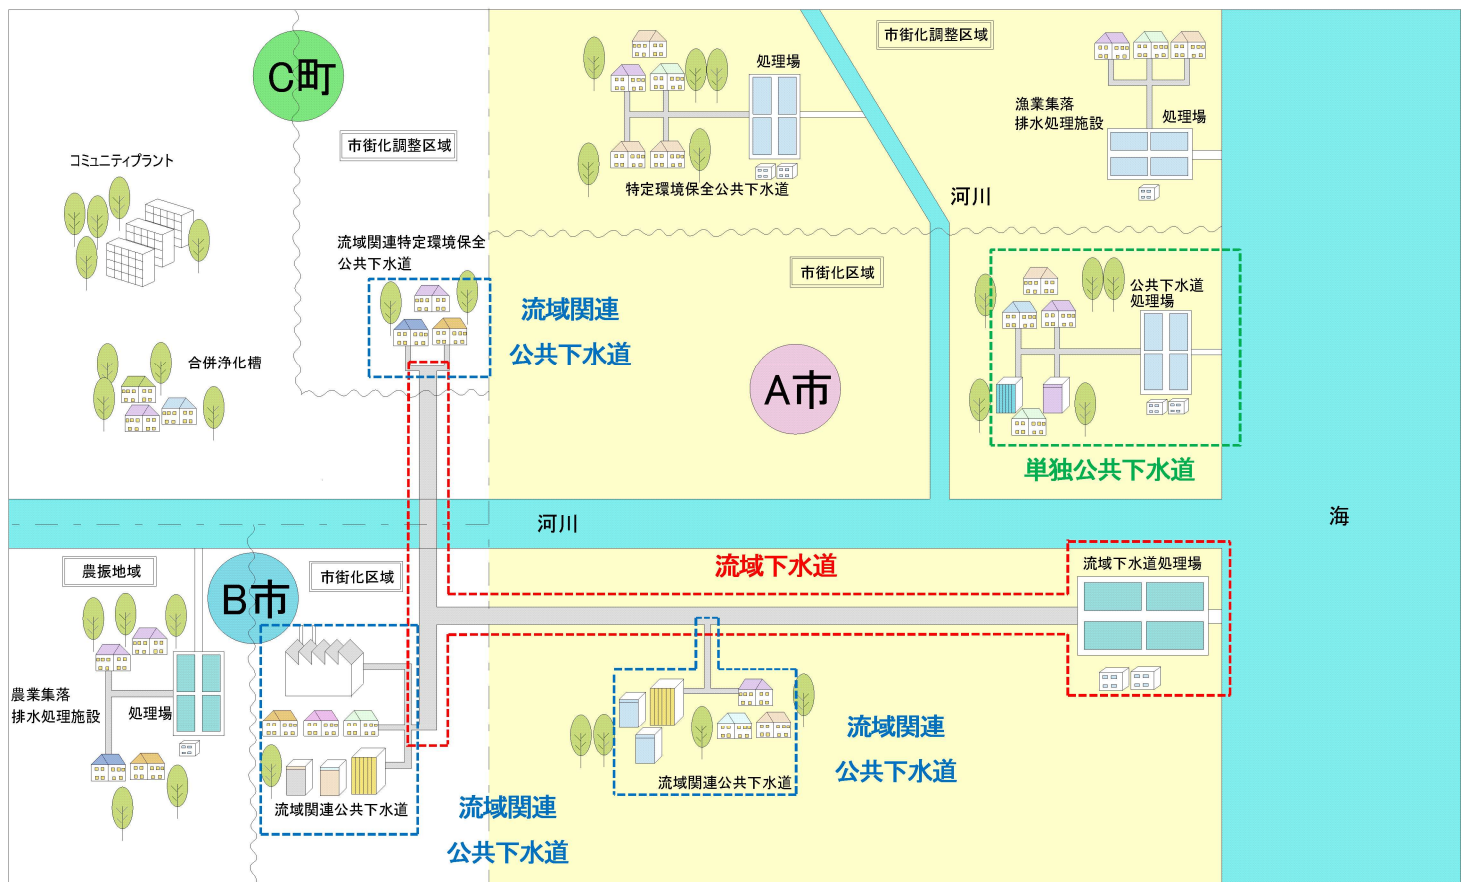 C町
市街化調整区域
コミュニティプラント
流域関連特定環境保全
公共下水道
合併浄化槽
流域関連
公共下水道
処理場
特定環境保全公共下水道
市街化調整区域
漁業集落
排水処理施設
処理場
河川
市街化区域
A市
公共下水道
処理場
単独公共下水道
河川
海
農振地域
B市
市街化区域
農業集落
排水処理施設
処理場
流域関連公共下水道
流域関連
公共下水道
流域下水道
流域下水道処理場
流域関連公共下水道
流域関連
公共下水道